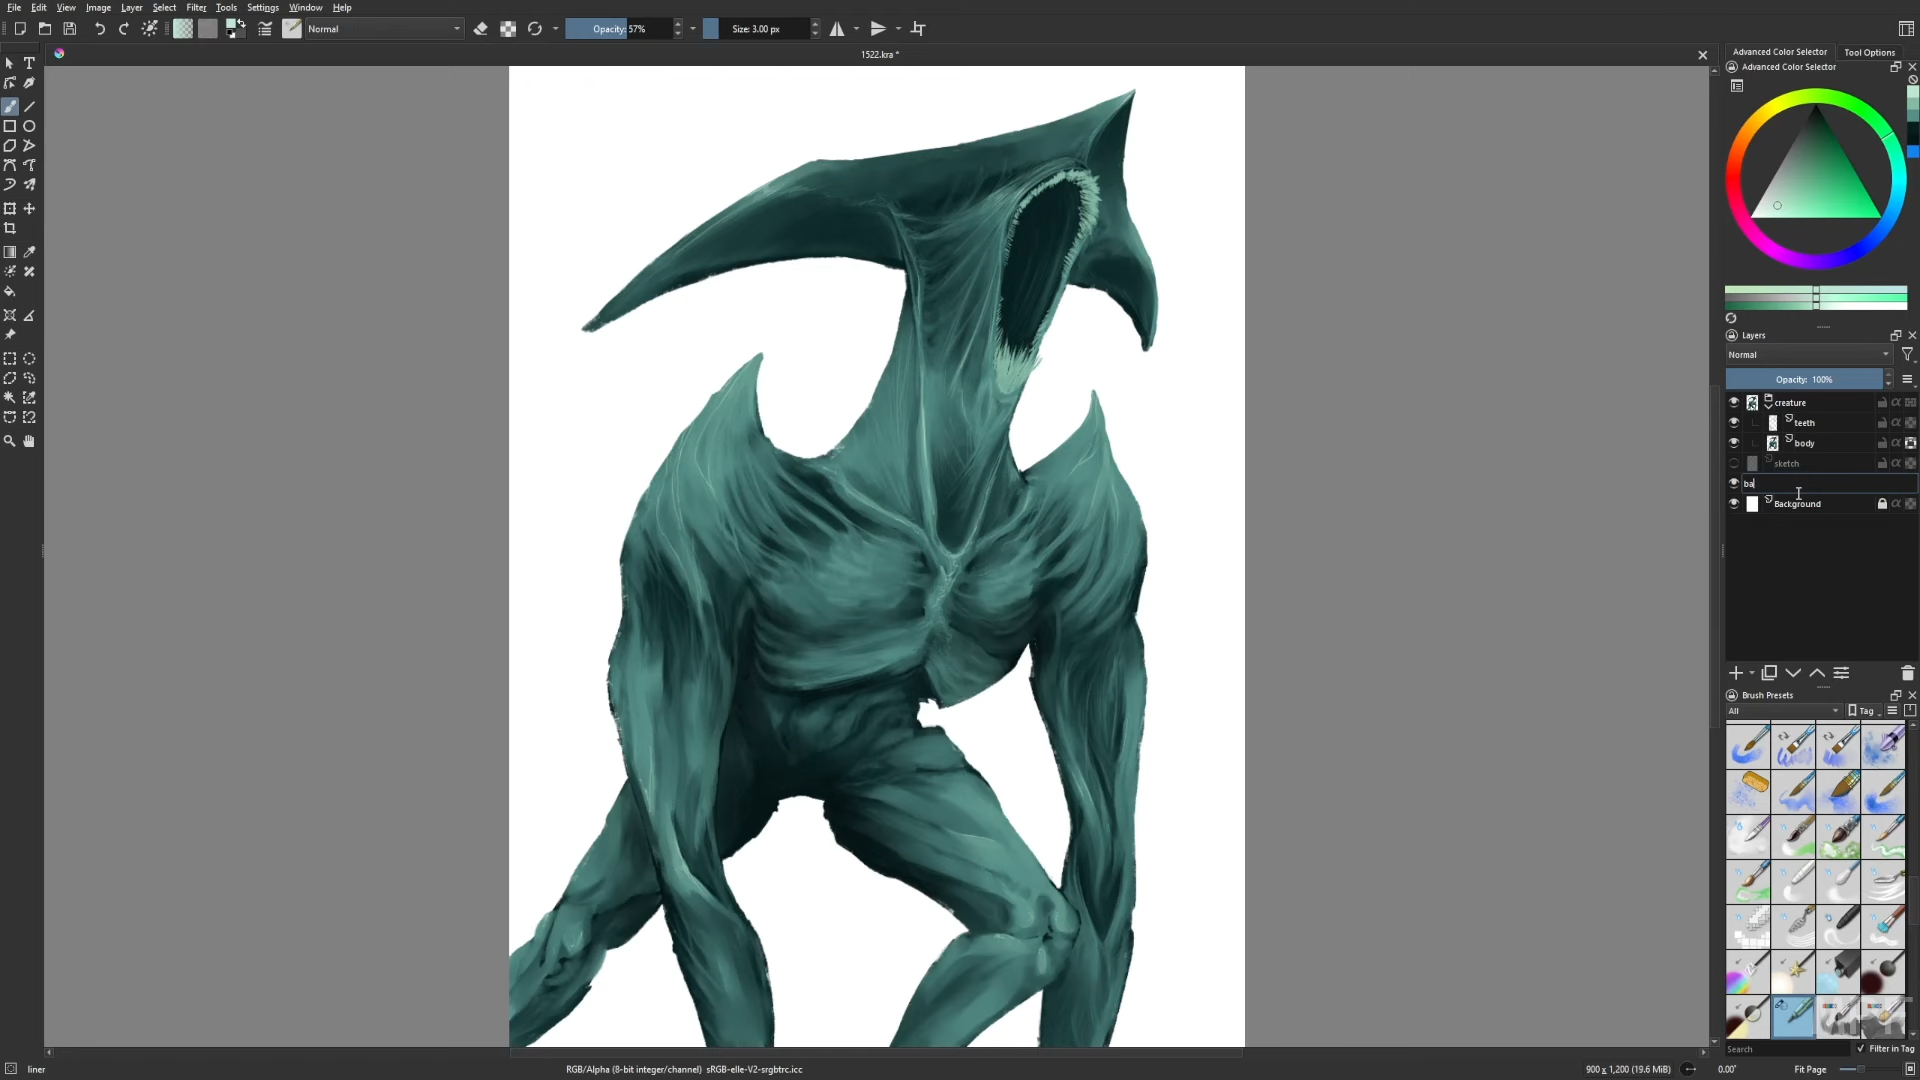 File Edit View Image Layer Select Filter Tools Settings Window Help
Normal
Opacity: 57%
Size: 3.00 px
1522.kra *
Advanced Color Selector
Tool Options
Advanced Color Selector
Layers
Normal
Opacity: 100%
creature
teeth
body
sketch
ba
Background
Brush Presets
All
Tag
Search
Filter in Tag
liner
RGB/Alpha (8-bit integer/channel) sRGB-elle-V2-srgbtrc.icc
900 x 1,200 (19.6 MiB)
0.00°
Fit Page